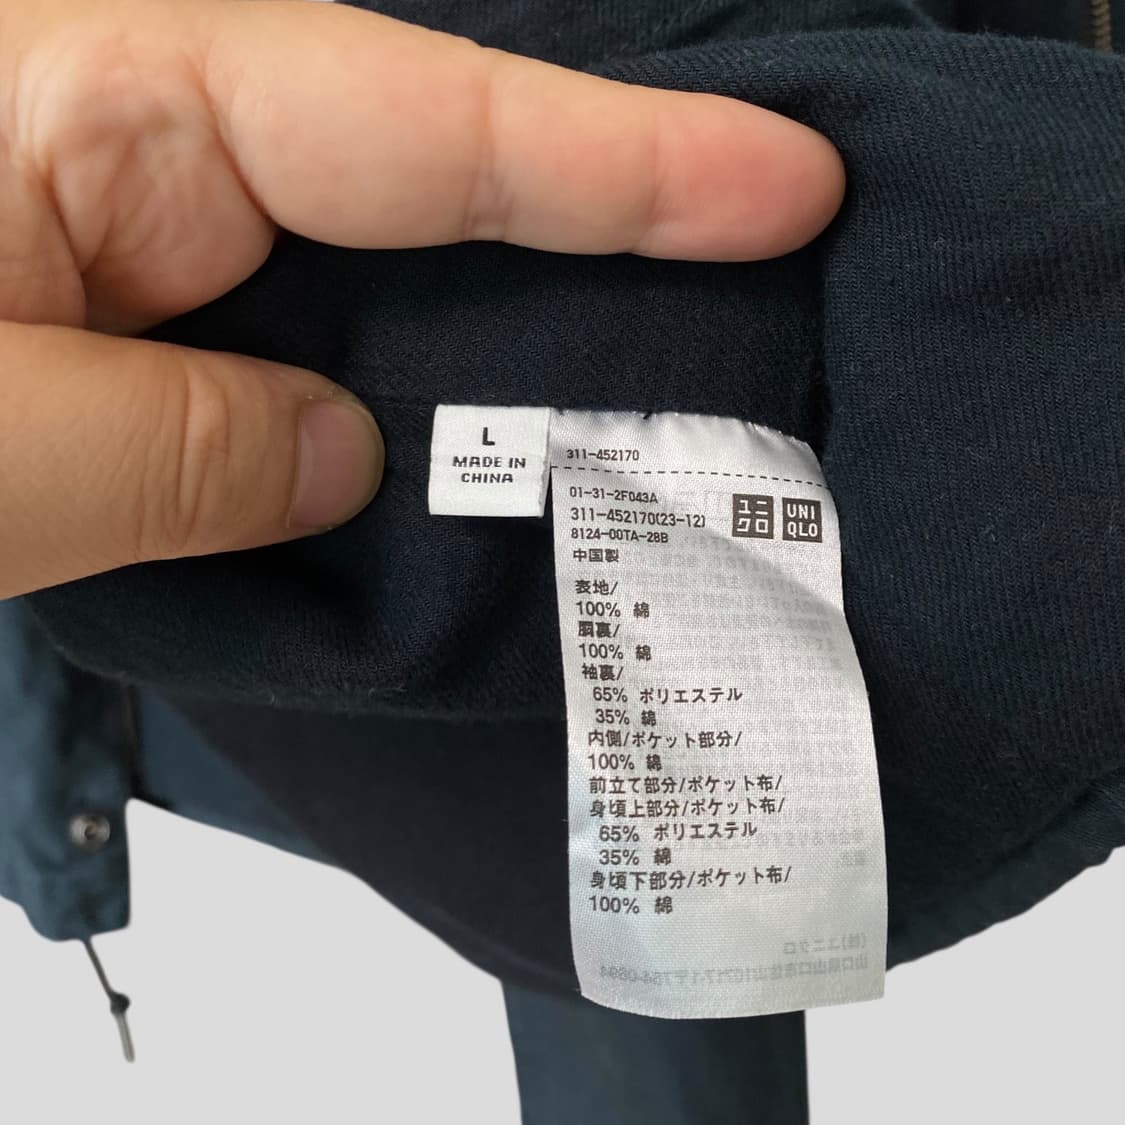 L
MADE IN
CHINA
311-452170
01-31-2F043A
311-452170(23-12)
8124-00TA-28B
中国製
ユニ
クロ
UNI
QLO
表地/
100% 綿
胴裏/
100% 綿
袖裏/
65% ポリエステル
35% 綿
内側/ポケット部分/
100% 綿
前立て部分/ポケット布/
身頃上部分/ポケット布/
65% ポリエステル
35% 綿
身頃下部分/ポケット布/
100% 綿